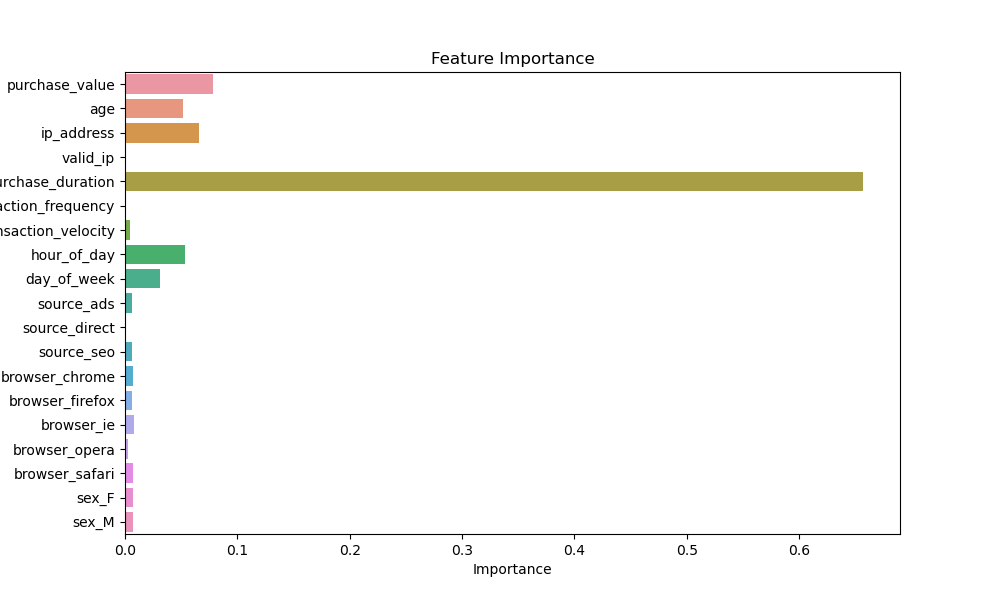 Feature Importance
purchase_value
age
ip_address
valid_ip
urchase_duration
action_frequency
nsaction_velocity
hour_of_day
day_of_week
source_ads
source_direct
source_seo
browser_chrome
browser_firefox
browser_ie
browser_opera
browser_safari
sex_F
sex_M
0.0 0.1 0.2 0.3 0.4 0.5 0.6
Importance